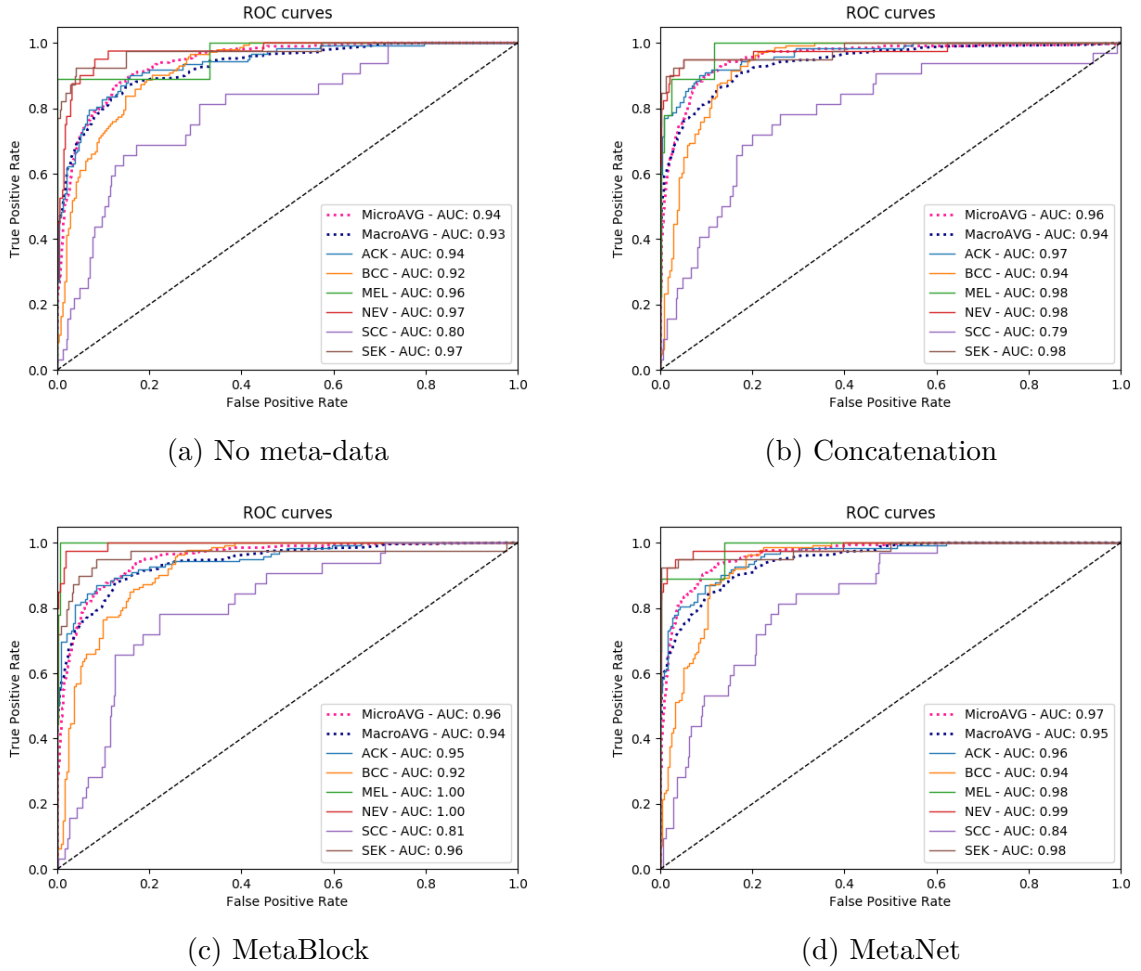 ROC curves
1.0
0.8
0.6
0.4
0.2
0.0
True Positive Rate
MicroAVG - AUC: 0.94
MacroAVG - AUC: 0.93
ACK - AUC: 0.94
BCC - AUC: 0.92
MEL - AUC: 0.96
NEV - AUC: 0.97
SCC - AUC: 0.80
SEK - AUC: 0.97
0.0 0.2 0.4 0.6 0.8 1.0
False Positive Rate
(a) No meta-data
ROC curves
1.0
0.8
0.6
0.4
0.2
0.0
True Positive Rate
MicroAVG - AUC: 0.96
MacroAVG - AUC: 0.94
ACK - AUC: 0.97
BCC - AUC: 0.94
MEL - AUC: 0.98
NEV - AUC: 0.98
SCC - AUC: 0.79
SEK - AUC: 0.98
0.0 0.2 0.4 0.6 0.8 1.0
False Positive Rate
(b) Concatenation
ROC curves
1.0
0.8
0.6
0.4
0.2
0.0
True Positive Rate
MicroAVG - AUC: 0.96
MacroAVG - AUC: 0.94
ACK - AUC: 0.95
BCC - AUC: 0.92
MEL - AUC: 1.00
NEV - AUC: 1.00
SCC - AUC: 0.81
SEK - AUC: 0.96
0.0 0.2 0.4 0.6 0.8 1.0
False Positive Rate
(c) MetaBlock
ROC curves
1.0
0.8
0.6
0.4
0.2
0.0
True Positive Rate
MicroAVG - AUC: 0.97
MacroAVG - AUC: 0.95
ACK - AUC: 0.96
BCC - AUC: 0.94
MEL - AUC: 0.98
NEV - AUC: 0.99
SCC - AUC: 0.84
SEK - AUC: 0.98
0.0 0.2 0.4 0.6 0.8 1.0
False Positive Rate
(d) MetaNet